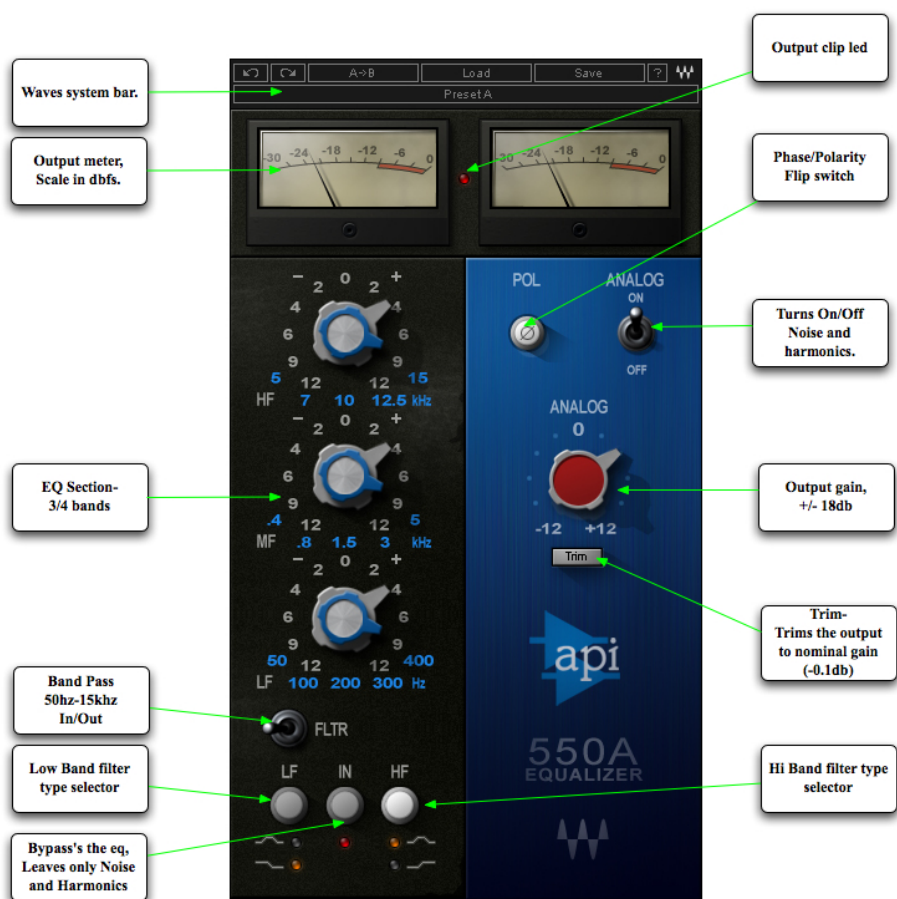 Waves system bar.
Output meter,
Scale in dbfs.
EQ Section-
3/4 bands
Band Pass
50hz-15khz
In/Out
Low Band filter
type selector
Bypass's the eq,
Leaves only Noise
and Harmonics
A->B Load Save ?
Preset A
-30 -24 -18 -12 -6 0
-30 -24 -18 -12 -6 0
- 2 0 2 +
4 4
6 6
9 9
5 12 12 15
HF 7 10 12.5 kHz
- 2 0 2 +
4 4
6 6
9 9
.4 12 12 5
MF .8 1.5 3 kHz
- 2 0 2 +
4 4
6 6
9 9
50 12 12 400
LF 100 200 300 Hz
FLTR
LF IN HF
POL ANALOG
ON
OFF
ANALOG
0
-12 +12
Trim
api
550A
EQUALIZER
Output clip led
Phase/Polarity
Flip switch
Turns On/Off
Noise and
harmonics.
Output gain,
+/- 18db
Trim-
Trims the output
to nominal gain
(-0.1db)
Hi Band filter type
selector